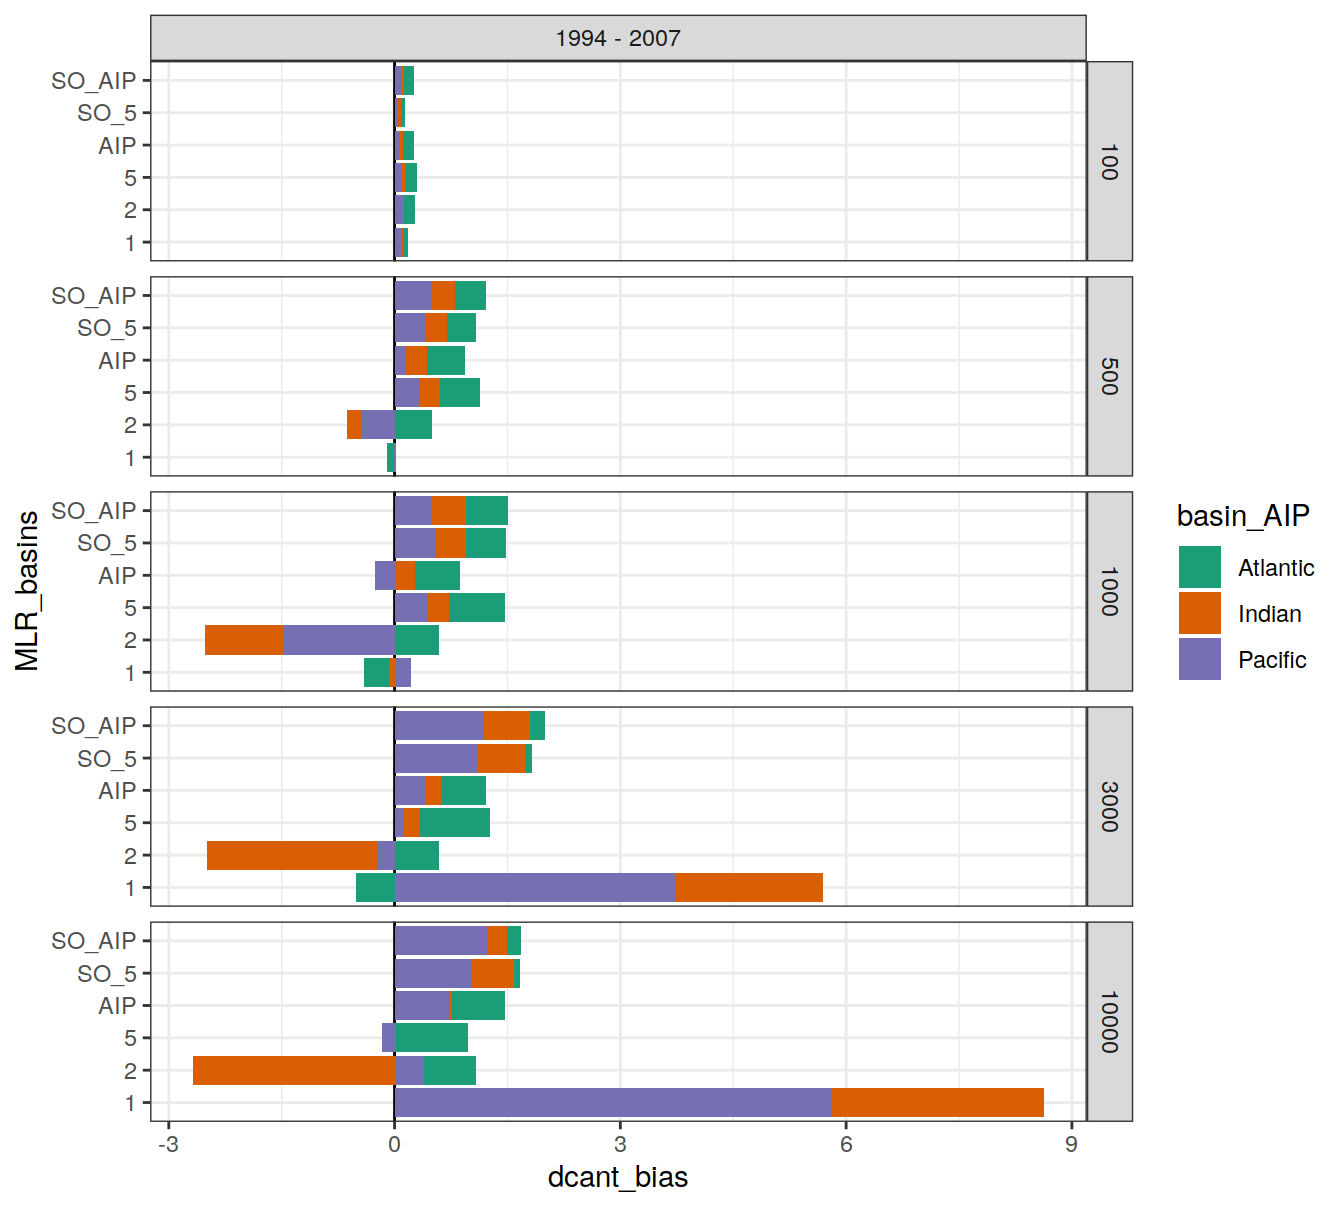 1994 - 2007
SO_AIP
SO_5
AIP
5
2
1
100
SO_AIP
SO_5
AIP
5
2
1
500
SO_AIP
SO_5
AIP
5
2
1
1000
SO_AIP
SO_5
AIP
5
2
1
3000
SO_AIP
SO_5
AIP
5
2
1
10000
-3 0 3 6 9
dcant_bias
MLR_basins
basin_AIP
Atlantic
Indian
Pacific